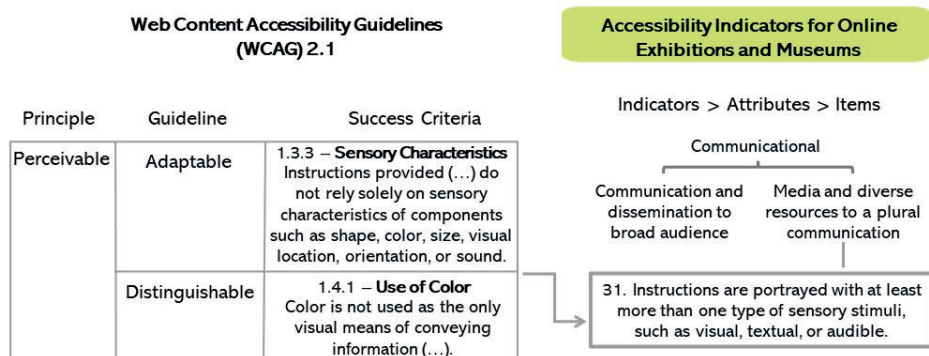 Web Content Accessibility Guidelines
(WCAG) 2.1
Accessibility Indicators for Online
Exhibitions and Museums
Indicators > Attributes > Items
Principle
Guideline
Success Criteria
Perceivable
Adaptable
1.3.3 – Sensory Characteristics
Instructions provided (...) do
not rely solely on sensory
characteristics of components
such as shape, color, size, visual
location, orientation, or sound.
Distinguishable
1.4.1 – Use of Color
Color is not used as the only
visual means of conveying
information (...).
Communicational
Communication and
dissemination to
broad audience
Media and diverse
resources to a plural
communication
31. Instructions are portrayed with at least
more than one type of sensory stimuli,
such as visual, textual, or audible.